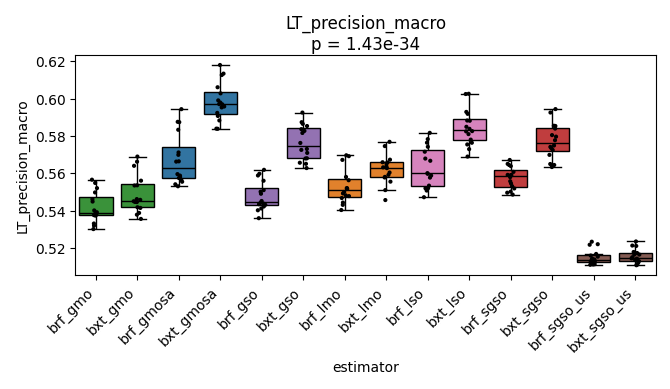 LT_precision_macro
p = 1.43e-34
LT_precision_macro
0.62
0.60
0.58
0.56
0.54
0.52
brf_gmo
bxt_gmo
brf_gmosa
bxt_gmosa
brf_gso
bxt_gso
brf_lmo
bxt_lmo
brf_lso
bxt_lso
brf_sgso
bxt_sgso
brf_sgso_us
bxt_sgso_us
estimator